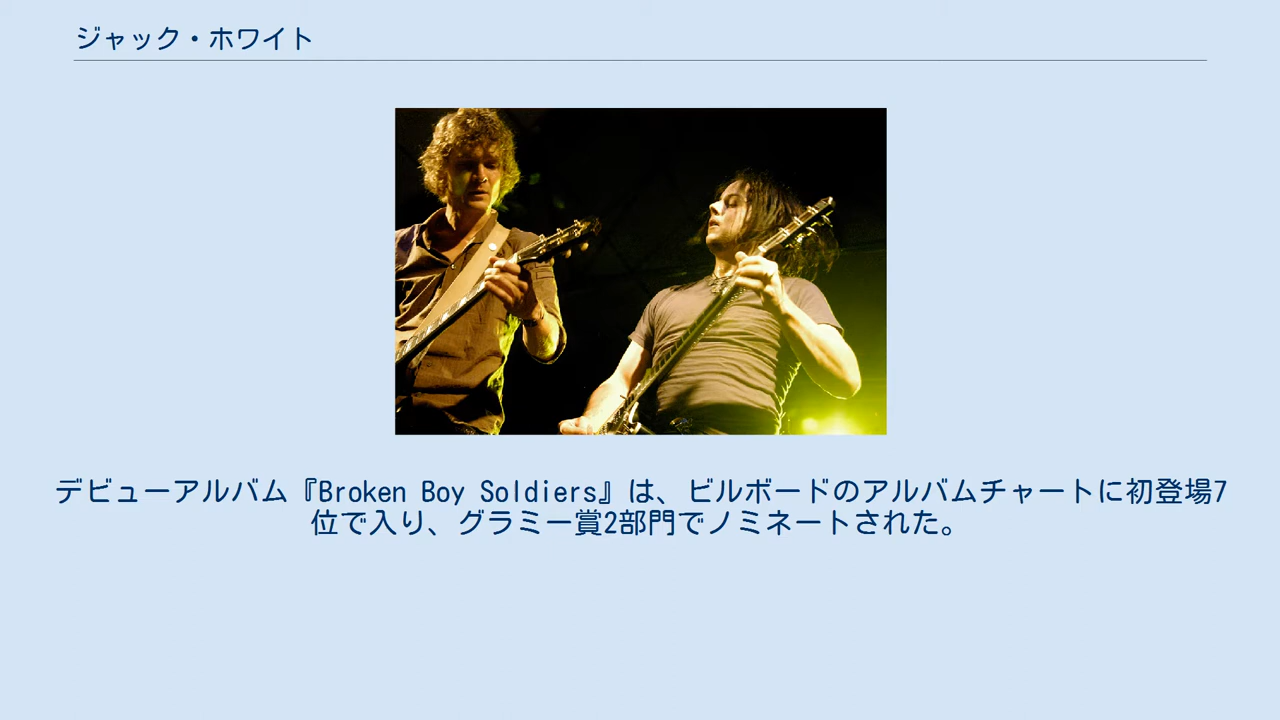 ジャック・ホワイト
デビューアルバム『Broken Boy Soldiers』は、ビルボードのアルバムチャートに初登場7
位で入り、グラミー賞2部門でノミネートされた。